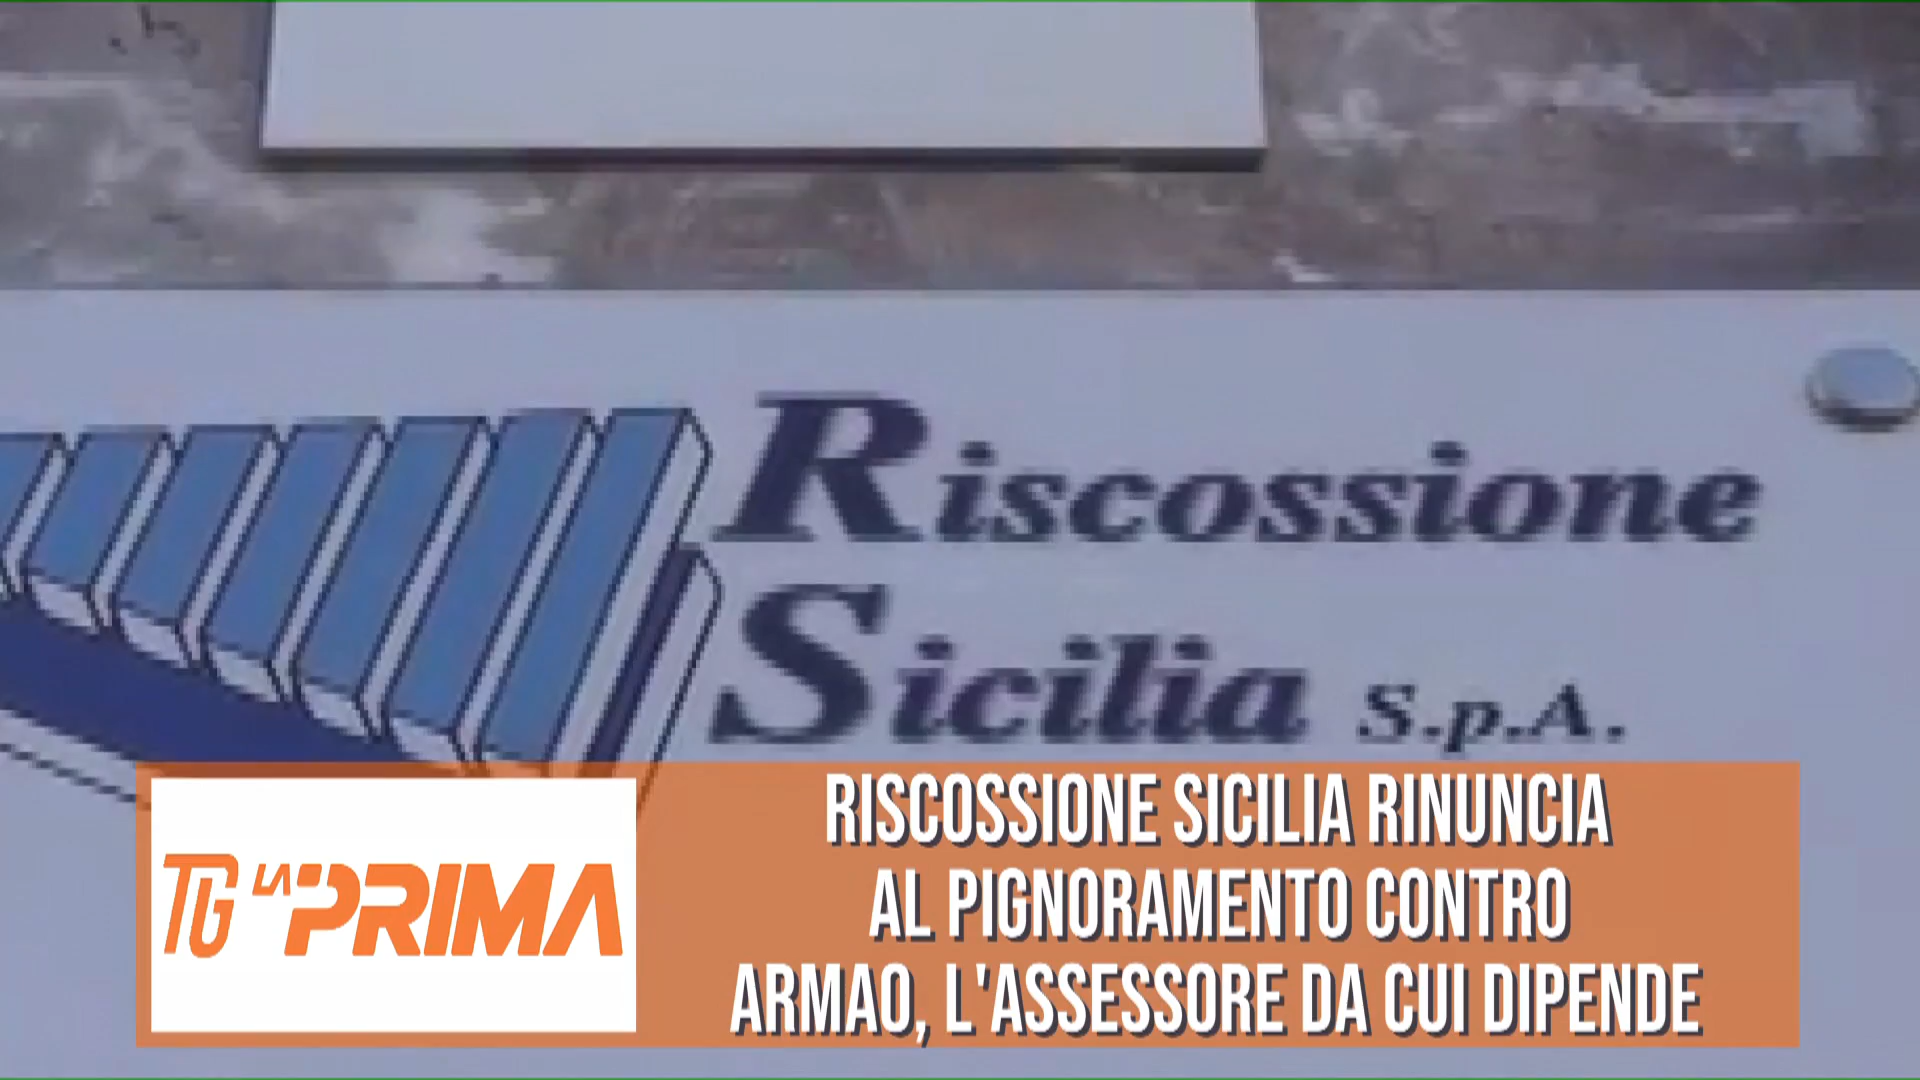 Riscossione
Sicilia S.p.A.
TG LA PRIMA
RISCOSSIONE SICILIA RINUNCIA
AL PIGNORAMENTO CONTRO
ARMAO, L'ASSESSORE DA CUI DIPENDE